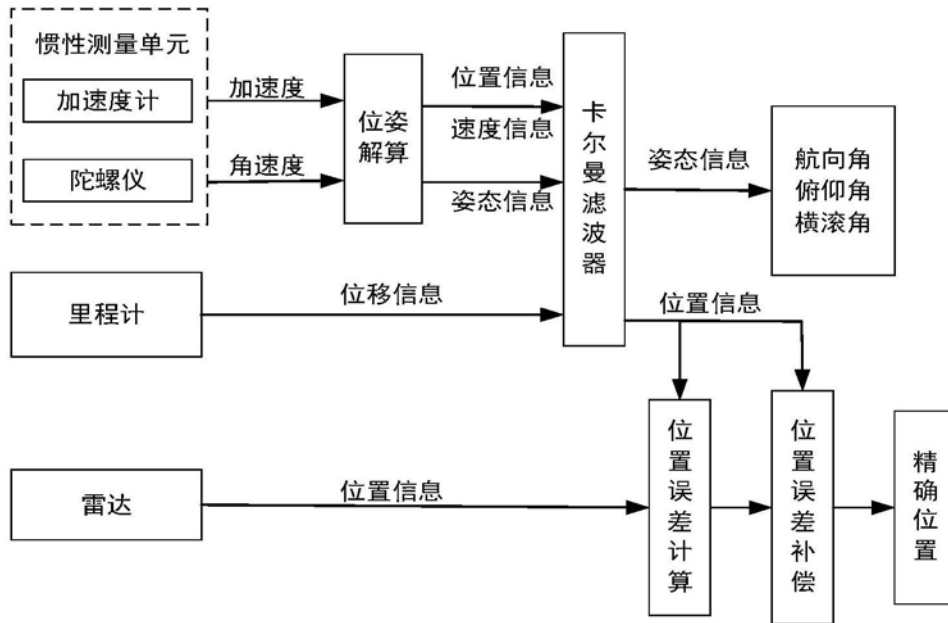 惯性测量单元
加速度计
陀螺仪
加速度
角速度
位姿
解算
位置信息
速度信息
姿态信息
卡尔曼滤波器
姿态信息
航向角
俯仰角
横滚角
里程计
位移信息
位置信息
雷达
位置信息
位置误差计算
位置误差补偿
精确位置